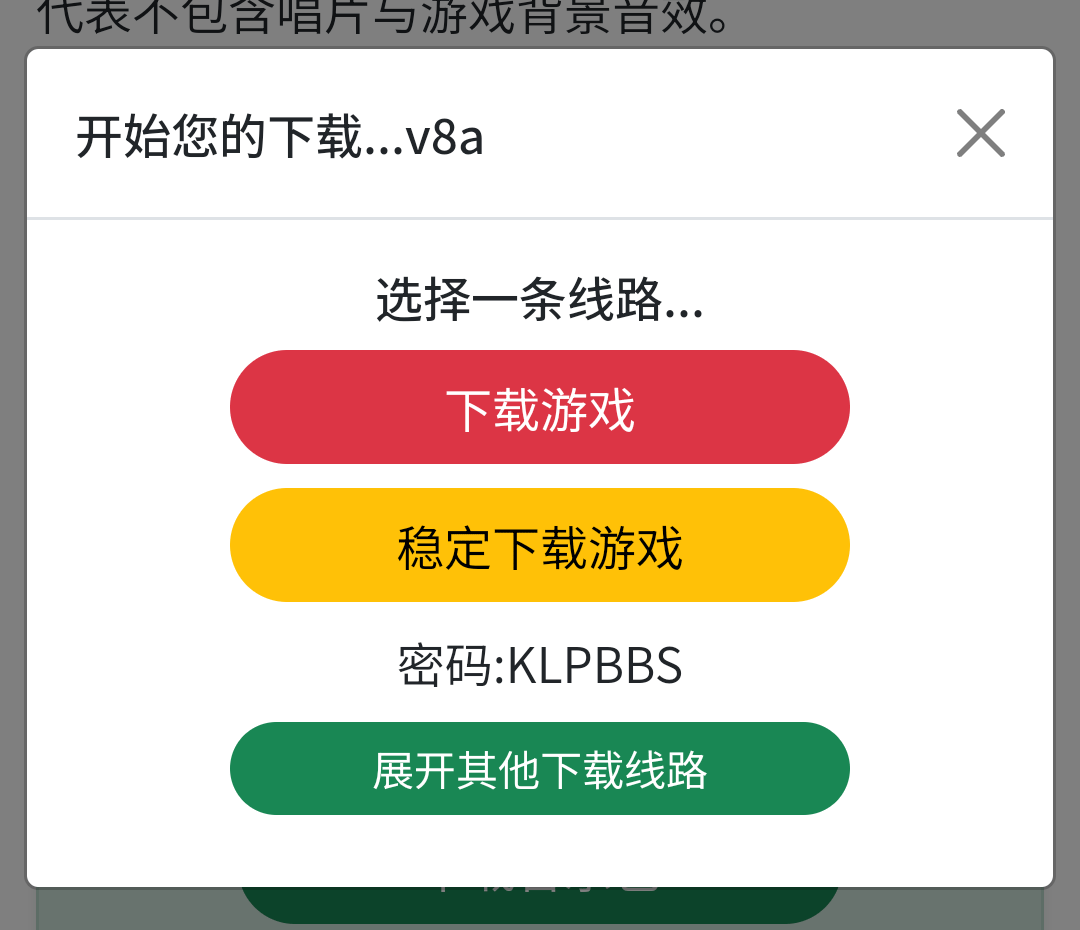 代表不包含唱片与游戏背景音效。
开始您的下载...v8a
选择一条线路...
下载游戏
稳定下载游戏
密码:KLPBBS
展开其他下载线路